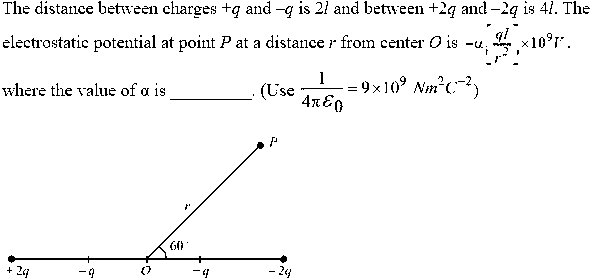 The distance between charges +q and –q is 2l and between +2q and –2q is 4l. The
electrostatic potential at point P at a distance r from center O is –α[ql/r²]×10⁹V.
where the value of α is __________. (Use 1/4πε₀ = 9×10⁹ Nm²C⁻²)
P
r
60°
+2q –q O –q –2q